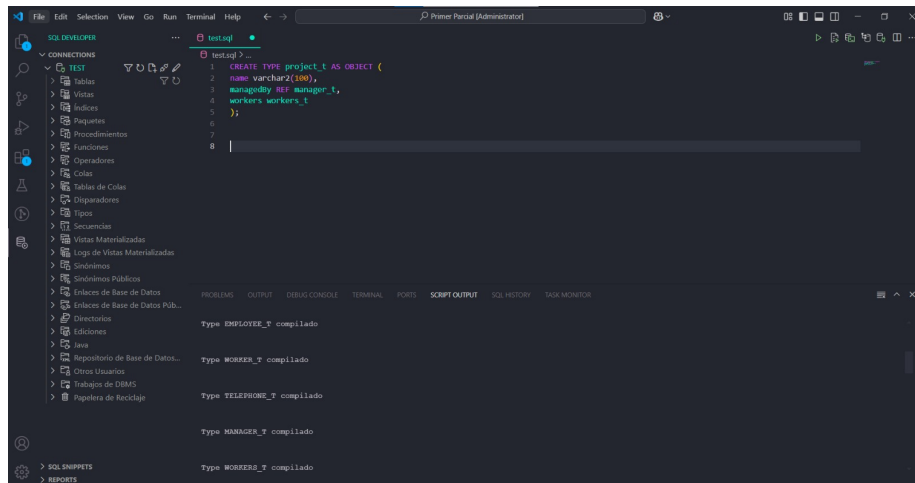 File Edit Selection View Go Run Terminal Help
Primer Parcial [Administrator]
SQL DEVELOPER
CONNECTIONS
TEST
Tablas
Vistas
Índices
Paquetes
Procedimientos
Funciones
Operadores
Colas
Tablas de Colas
Disparadores
Tipos
Secuencias
Vistas Materializadas
Logs de Vistas Materializadas
Sinónimos
Sinónimos Públicos
Enlaces de Base de Datos
Enlaces de Base de Datos Púb...
Directorios
Ediciones
Java
Repositorio de Base de Datos...
Otros Usuarios
Trabajos de DBMS
Papelera de Reciclaje
SQL SNIPPETS
REPORTS
test.sql
test.sql > ...
1 CREATE TYPE project_t AS OBJECT (
2 name varchar2(100),
3 managedBy REF manager_t,
4 workers workers_t
5 );
6
7
8
PROBLEMS OUTPUT DEBUG CONSOLE TERMINAL PORTS SCRIPT OUTPUT SQL HISTORY TASK MONITOR
Type EMPLOYEE_T compilado
Type WORKER_T compilado
Type TELEPHONE_T compilado
Type MANAGER_T compilado
Type WORKERS_T compilado